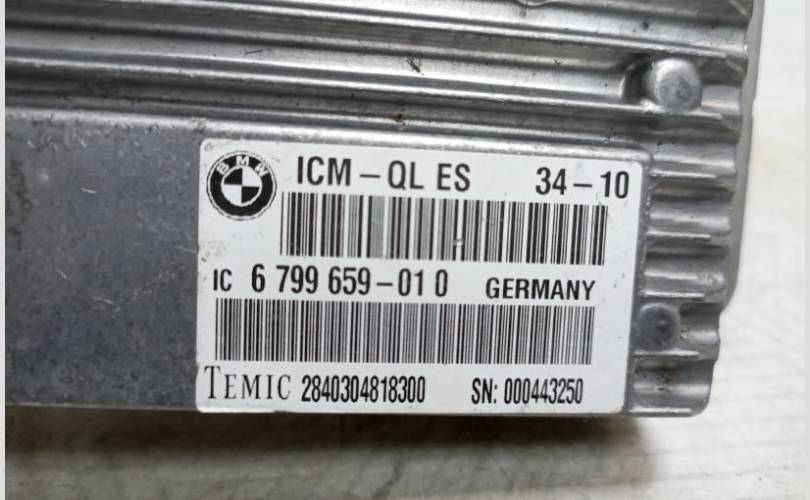 BMW
ICM – QL ES 34 – 10
IC 6 799 659 – 01 0 GERMANY
TEMIC 2840304818300 SN: 000443250